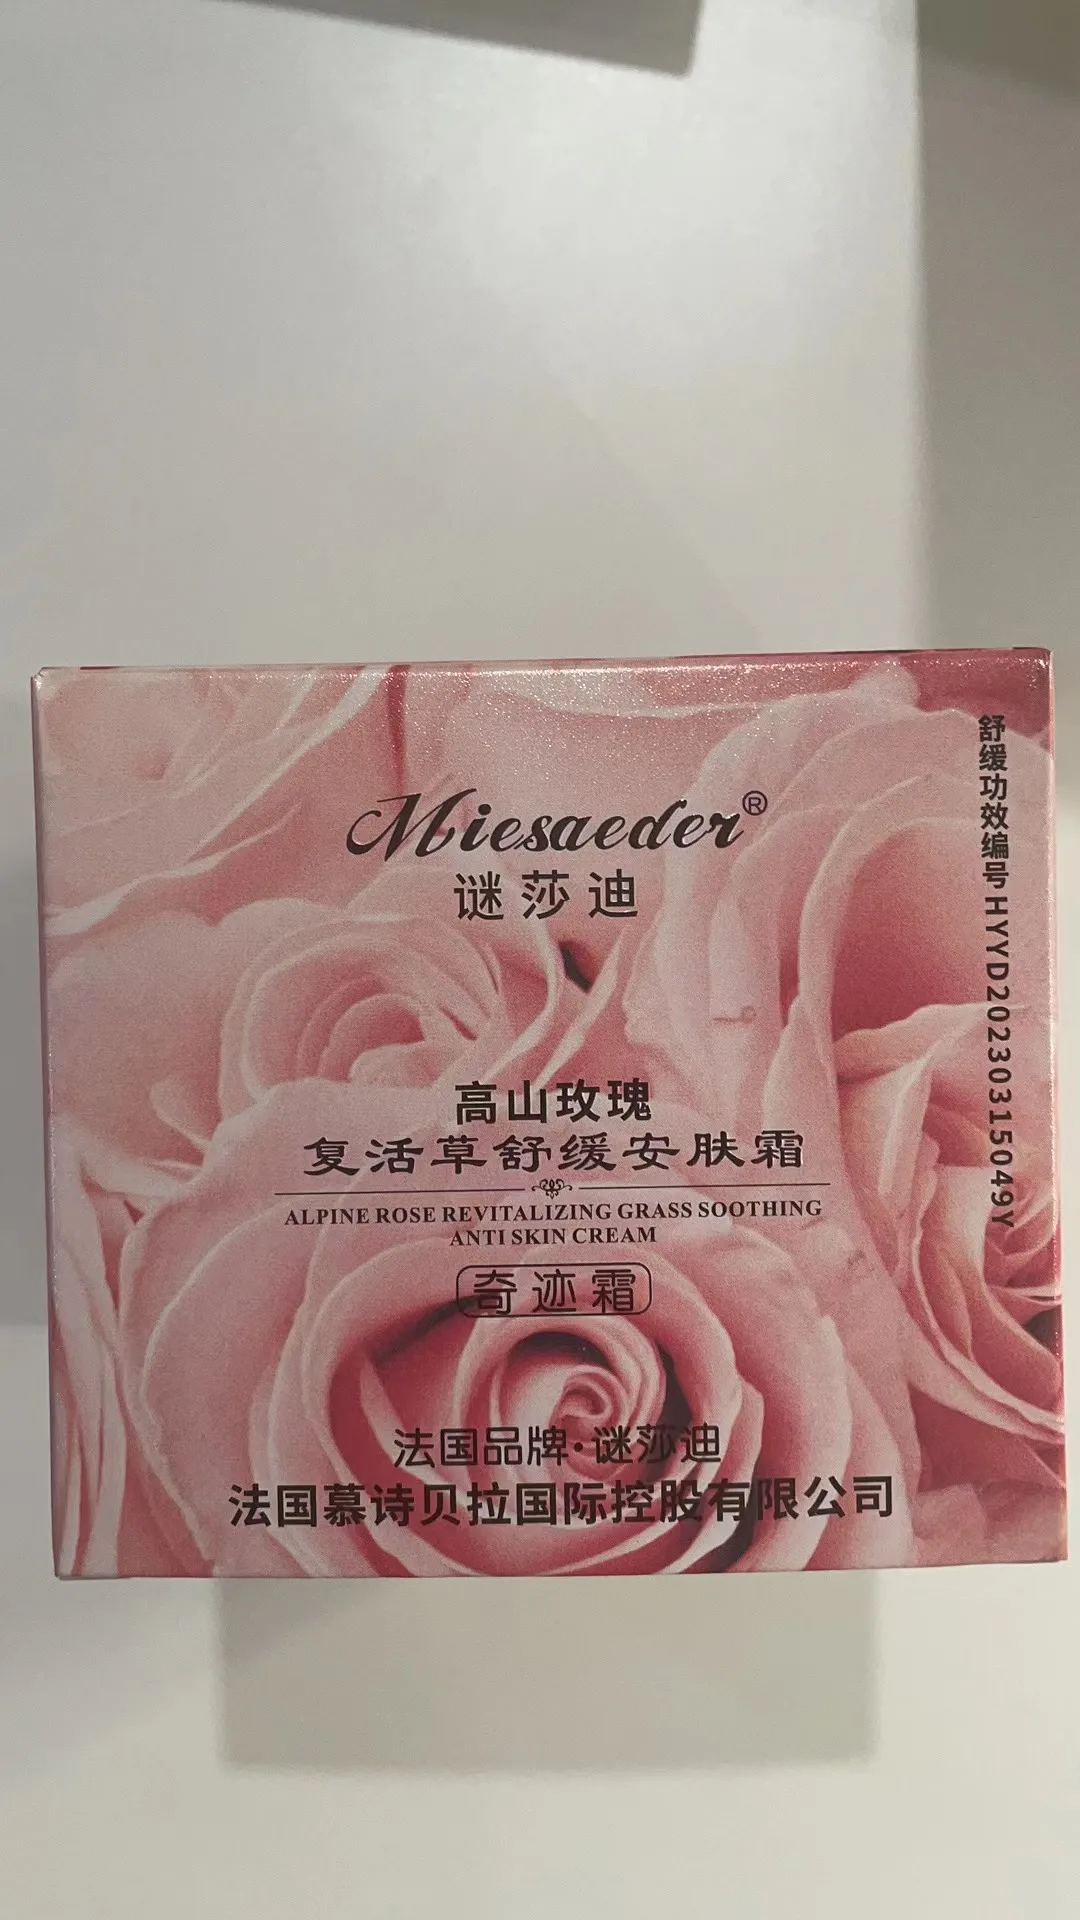 Miesaeder®
谜莎迪
高山玫瑰
复活草舒缓安肤霜
ALPINE ROSE REVITALIZING GRASS SOOTHING
ANTI SKIN CREAM
奇迹霜
法国品牌·谜莎迪
法国慕诗贝拉国际控股有限公司
舒缓功效编号HYYD20230315049Y